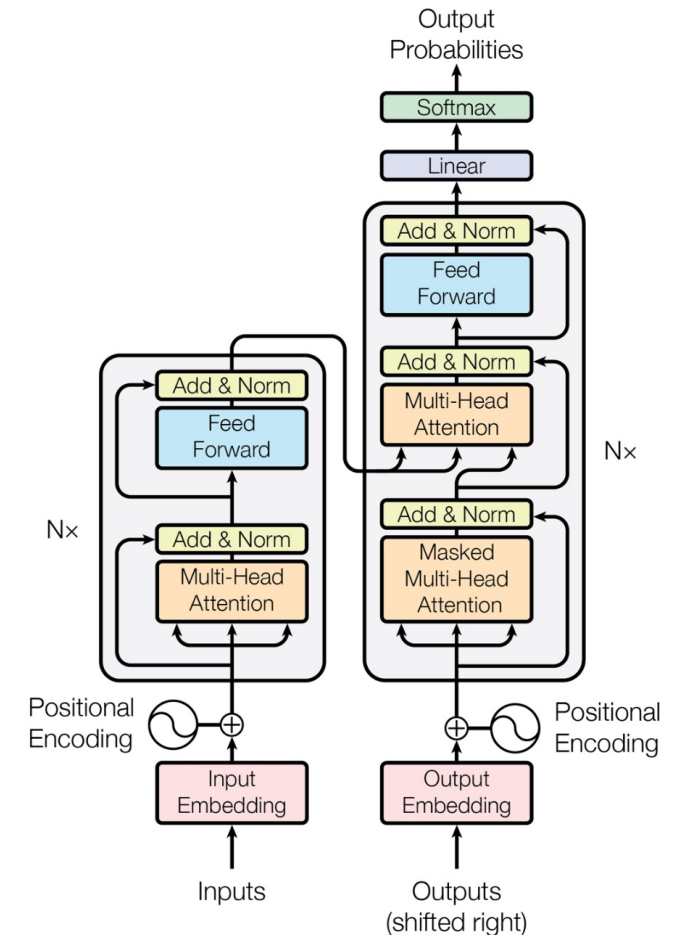 Output
Probabilities
Softmax
Linear
Add & Norm
Feed
Forward
Add & Norm
Multi-Head
Attention
Nx
Add & Norm
Masked
Multi-Head
Attention
Add & Norm
Feed
Forward
Nx
Add & Norm
Multi-Head
Attention
Positional
Encoding
Positional
Encoding
Input
Embedding
Output
Embedding
Inputs
Outputs
(shifted right)